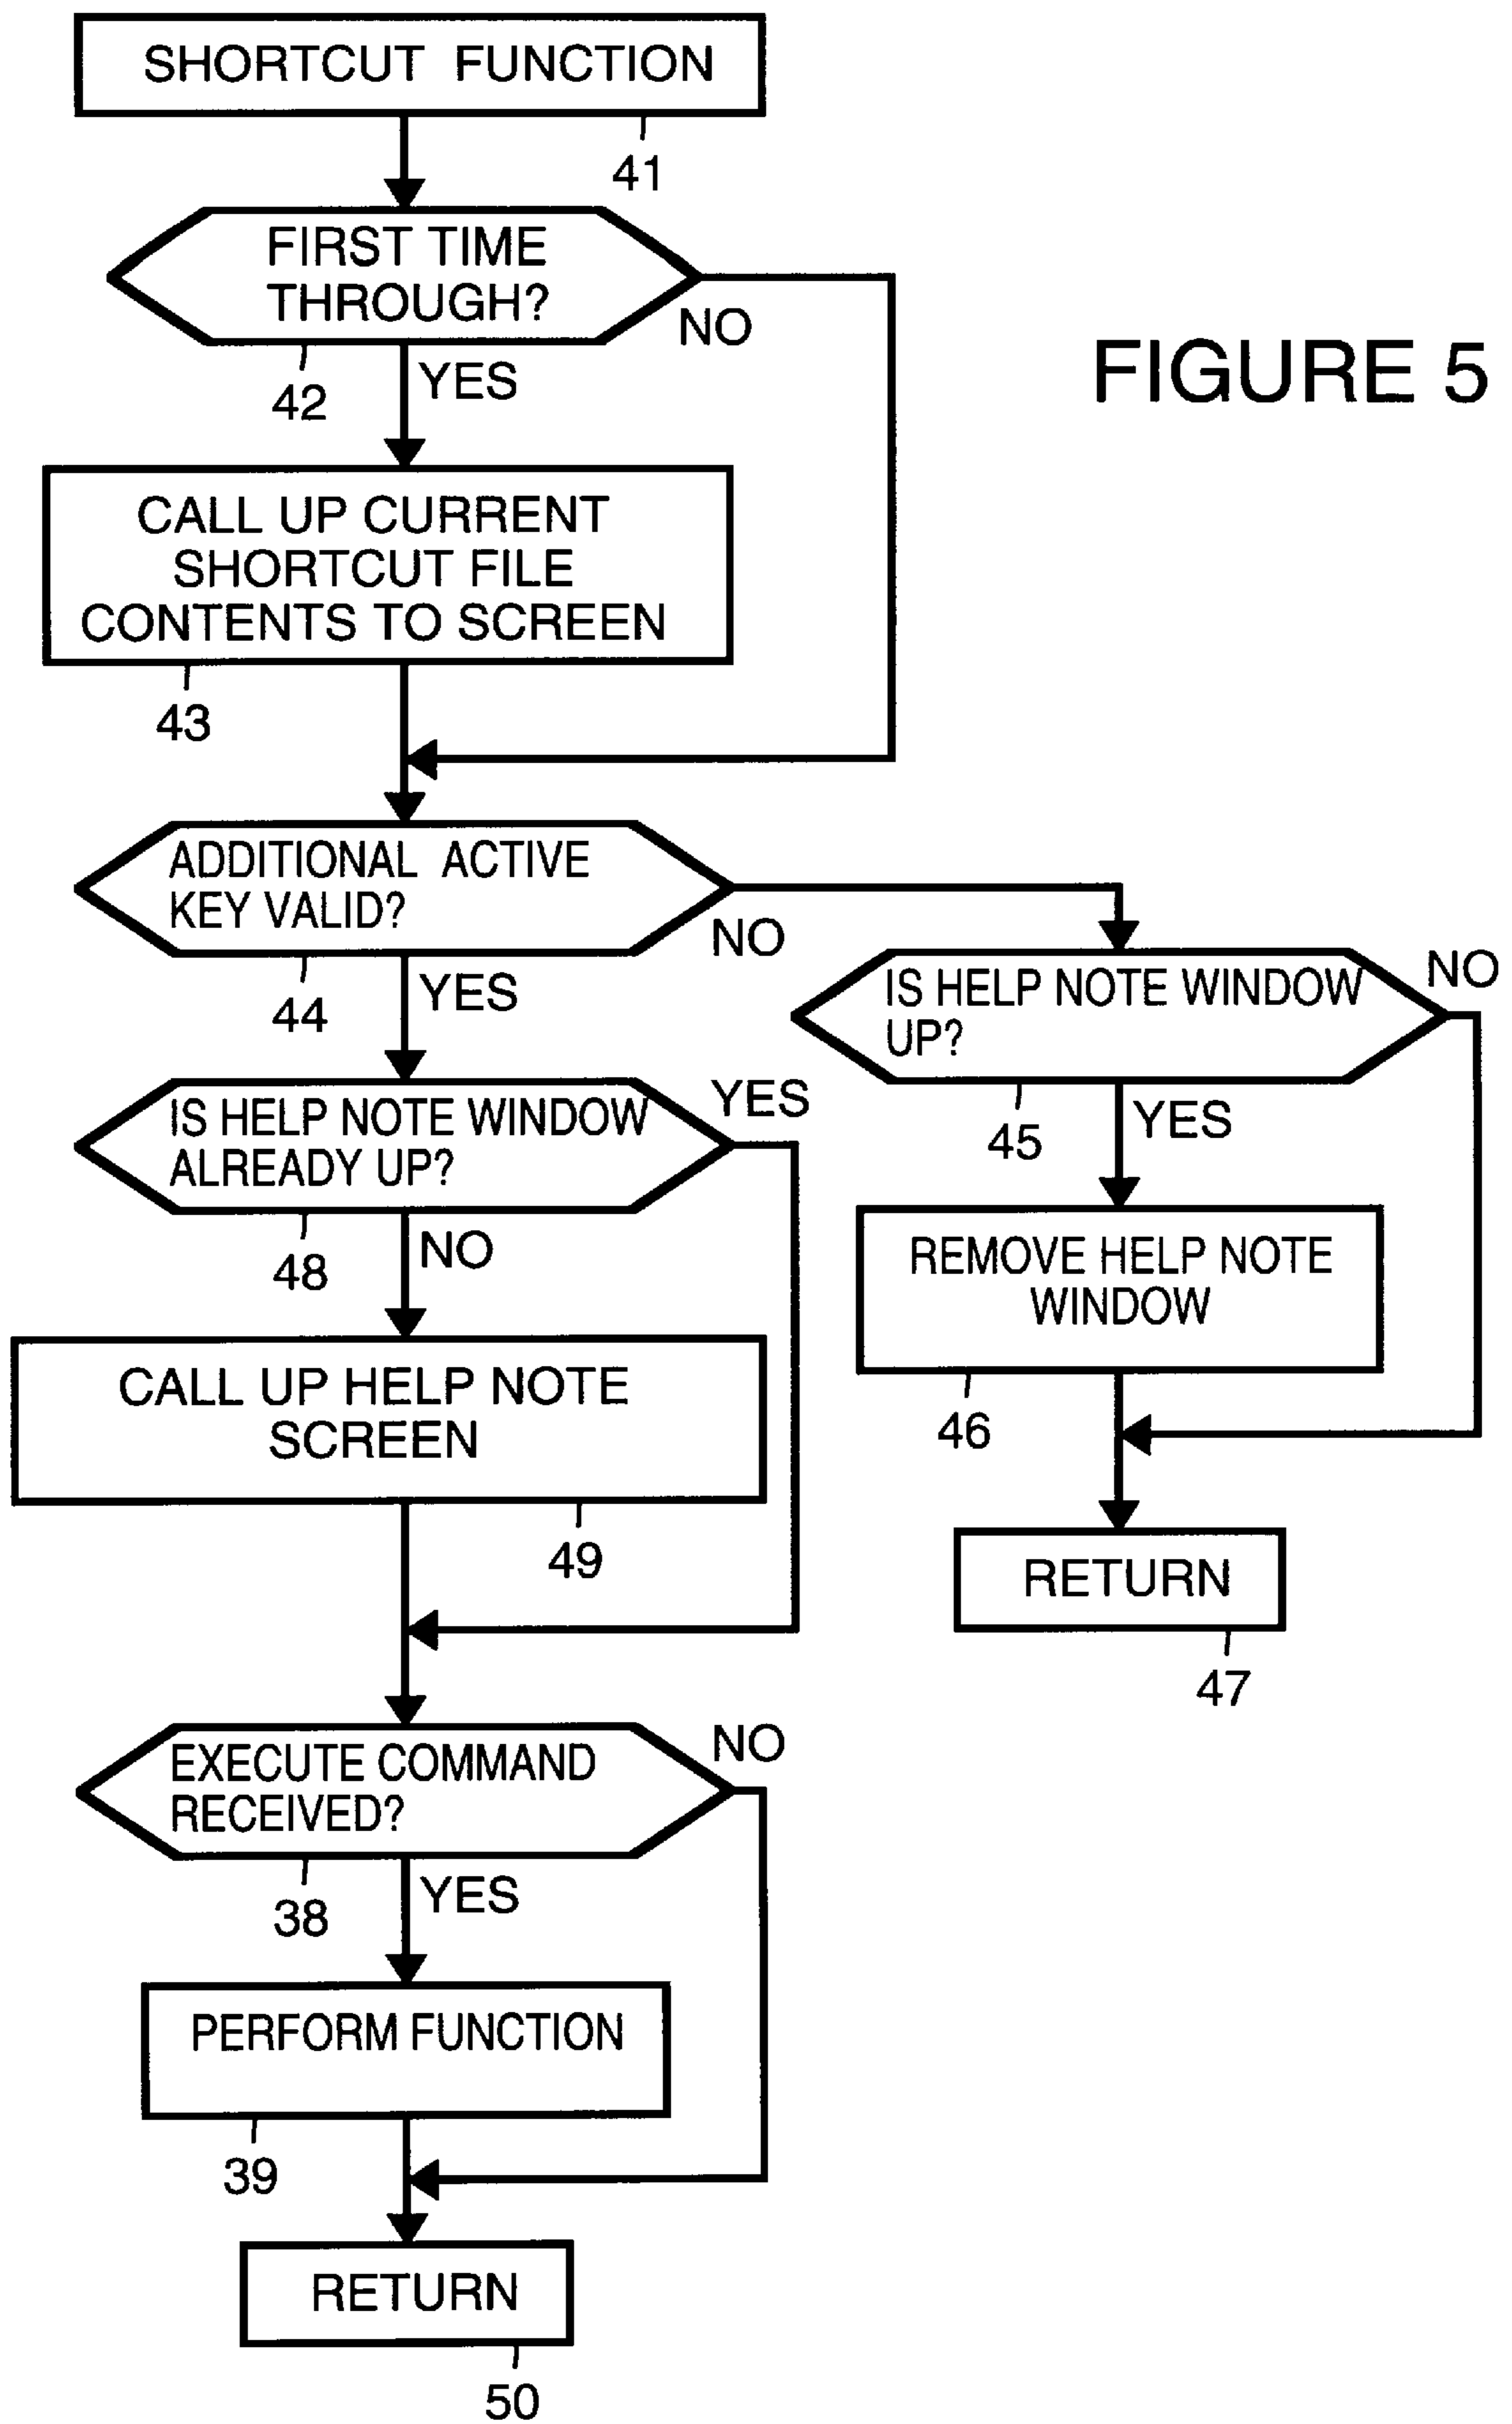 SHORTCUT FUNCTION
41
FIRST TIME
THROUGH?
NO
42
YES
FIGURE 5
CALL UP CURRENT
SHORTCUT FILE
CONTENTS TO SCREEN
43
ADDITIONAL ACTIVE
KEY VALID?
NO
44
YES
IS HELP NOTE WINDOW
UP?
NO
45
YES
IS HELP NOTE WINDOW
ALREADY UP?
YES
48
NO
REMOVE HELP NOTE
WINDOW
46
CALL UP HELP NOTE
SCREEN
49
RETURN
47
EXECUTE COMMAND
RECEIVED?
NO
38
YES
PERFORM FUNCTION
39
RETURN
50